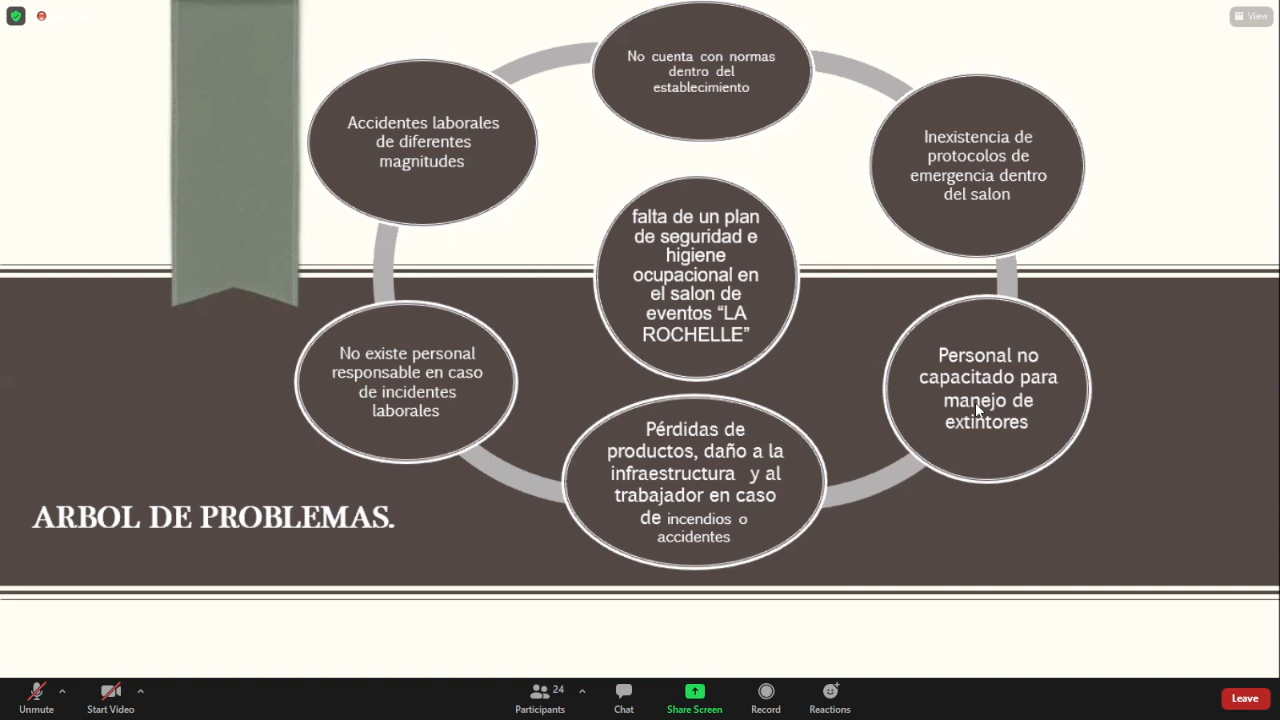 View
No cuenta con normas
dentro del
establecimiento
Accidentes laborales
de diferentes
magnitudes
Inexistencia de
protocolos de
emergencia dentro
del salon
falta de un plan
de seguridad e
higiene
ocupacional en
el salon de
eventos “LA
ROCHELLE”
No existe personal
responsable en caso
de incidentes
laborales
Personal no
capacitado para
manejo de
extintores
Pérdidas de
productos, daño a la
infraestructura y al
trabajador en caso
de incendios o
accidentes
ARBOL DE PROBLEMAS.
Unmute
Start Video
24
Participants
Chat
Share Screen
Record
Reactions
Leave